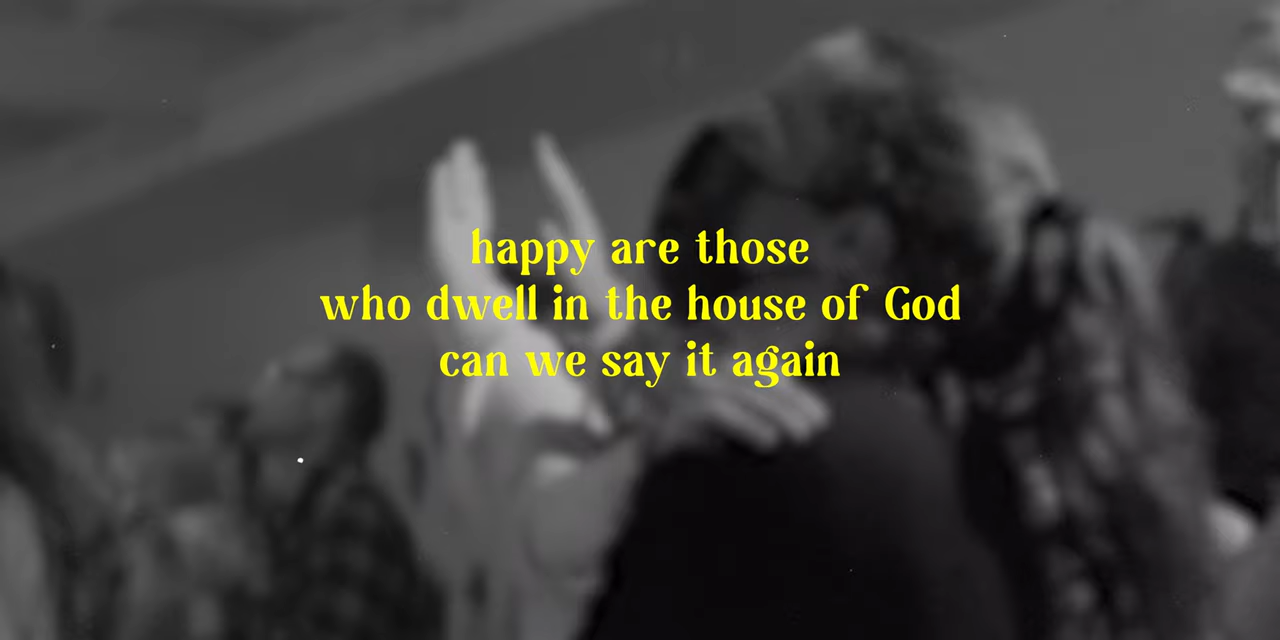 happy are those
who dwell in the house of God
can we say it again